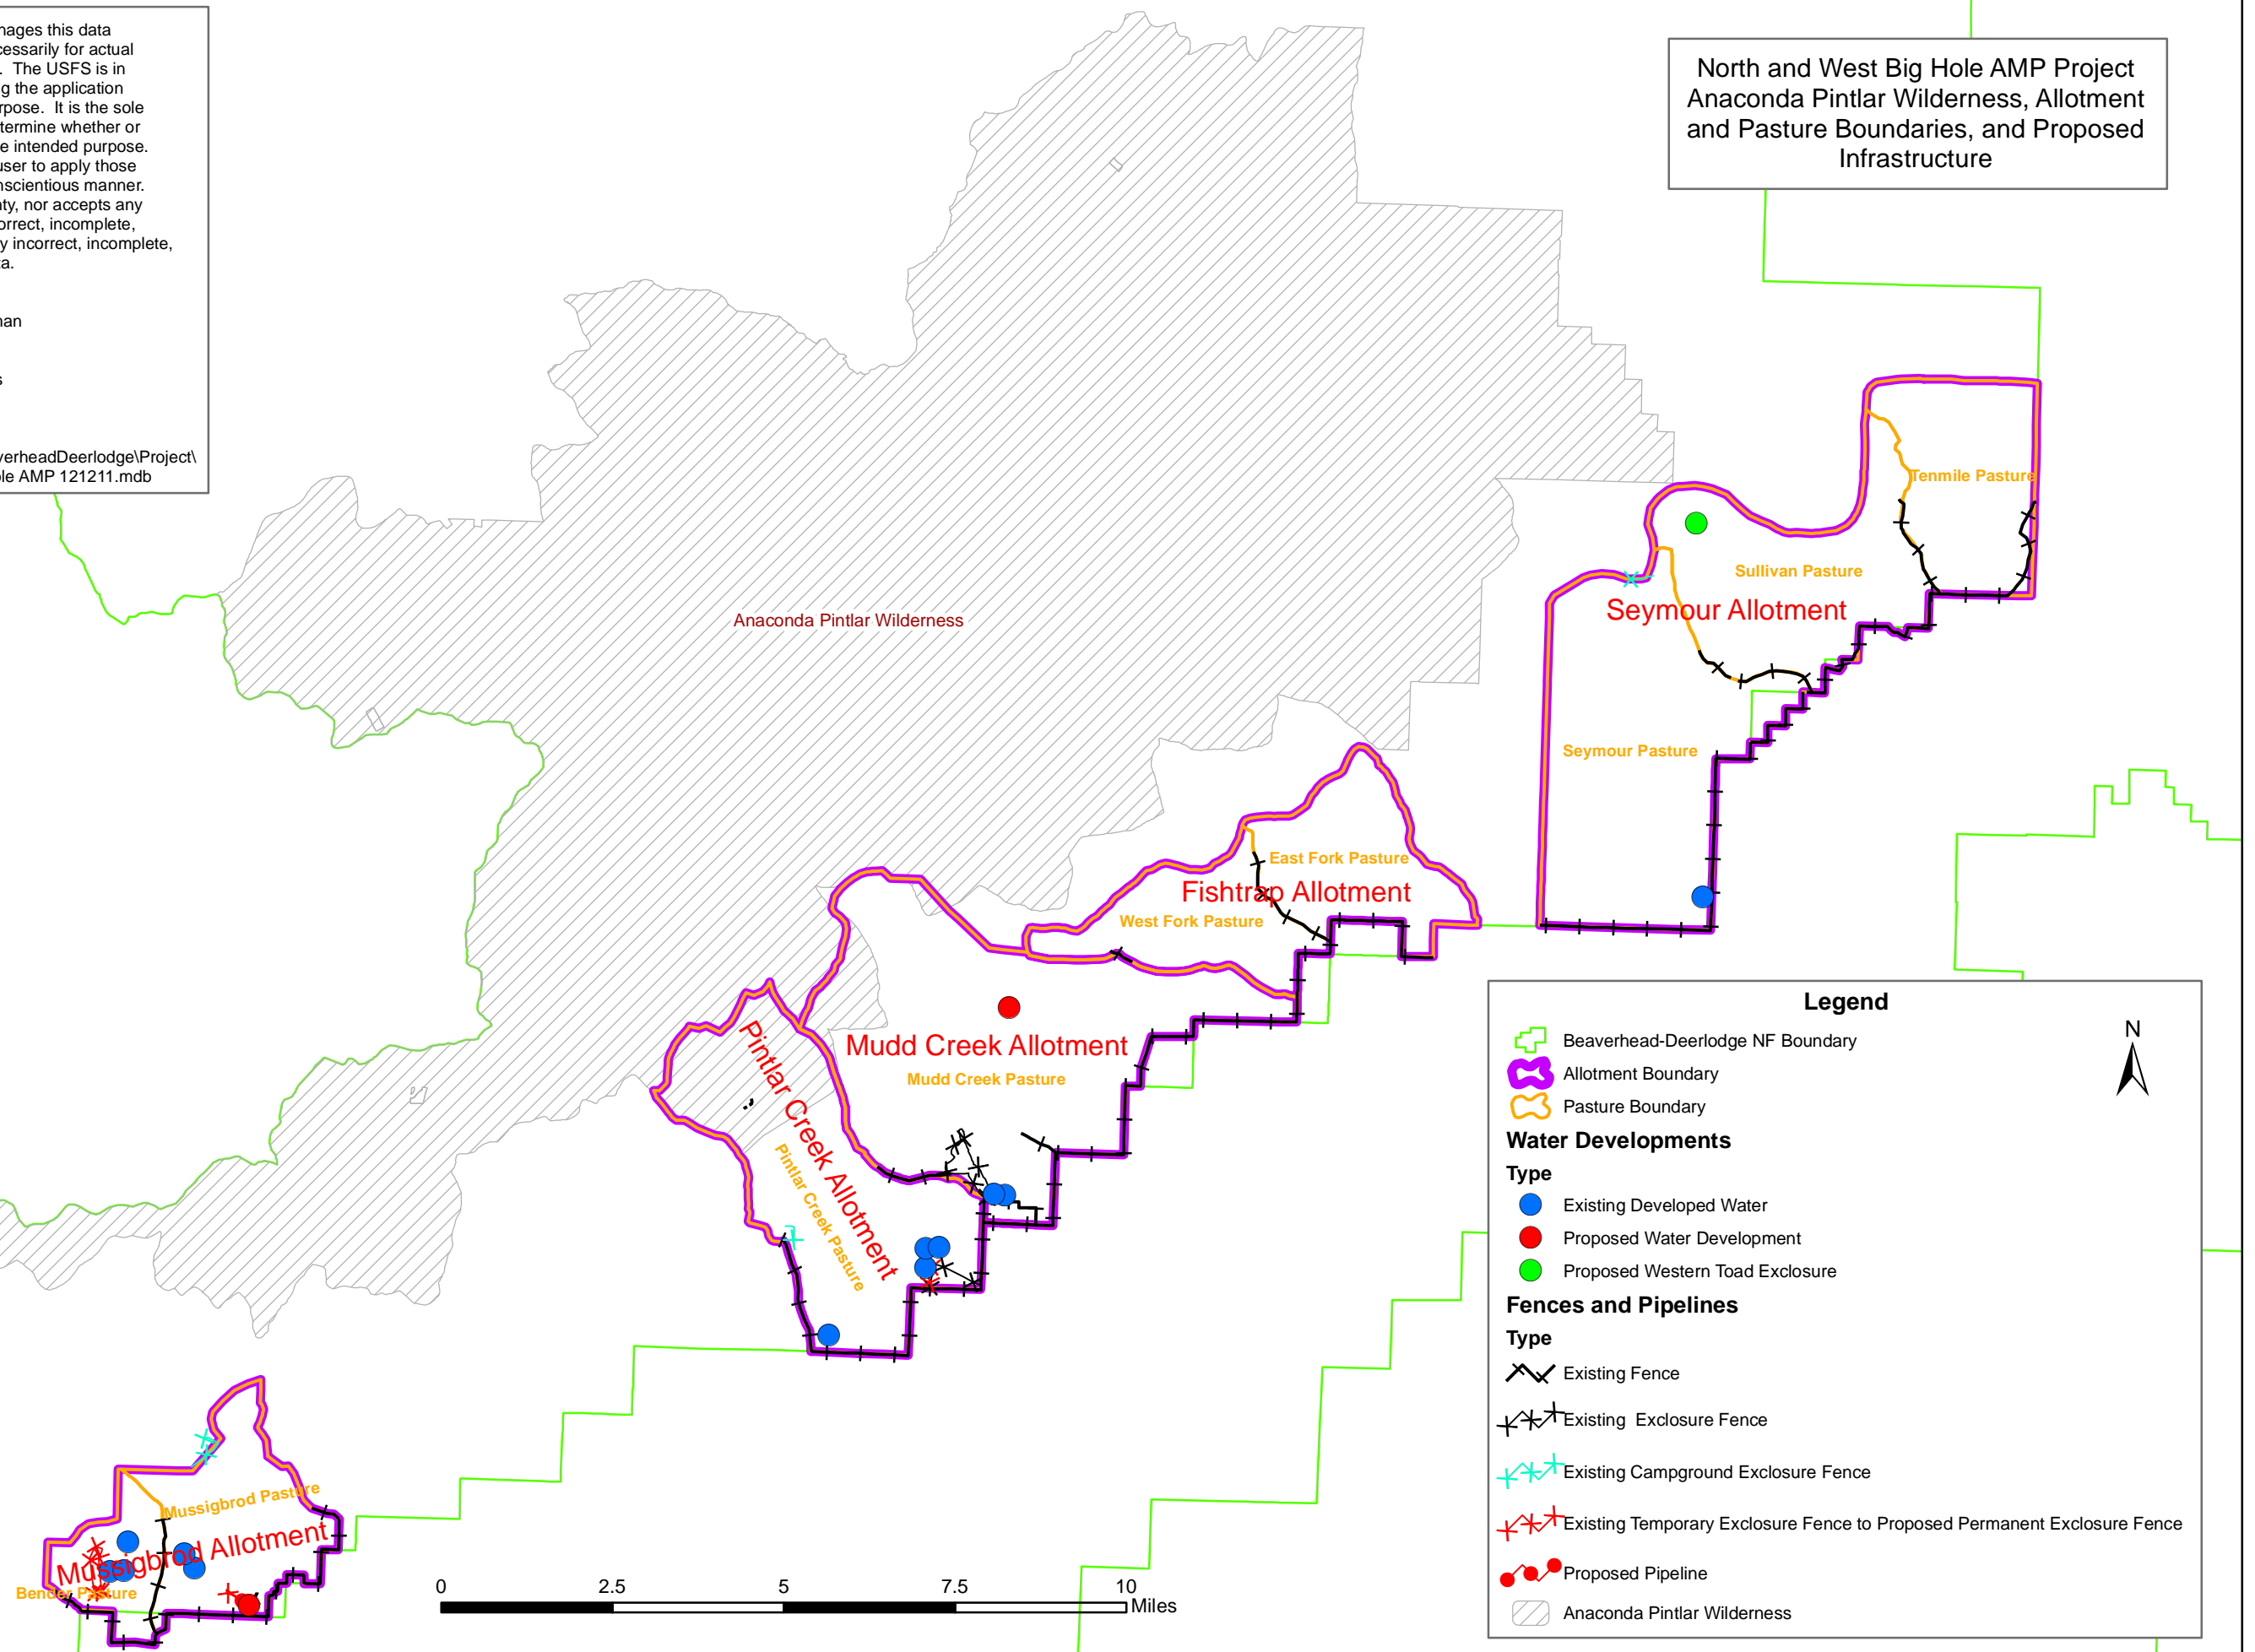 nages this data
cessarily for actual
. The USFS is in
g the application
rpose. It is the sole
termine whether or
e intended purpose.
user to apply those
nscientious manner.
nty, nor accepts any
orrect, incomplete,
y incorrect, incomplete,
ta.
nan
s
verheadDeerlodge\Project\
ole AMP 121211.mdb
North and West Big Hole AMP Project
Anaconda Pintlar Wilderness, Allotment
and Pasture Boundaries, and Proposed
Infrastructure
Tenmile Pasture
Sullivan Pasture
Seymour Allotment
Anaconda Pintlar Wilderness
Seymour Pasture
East Fork Pasture
Fishtrap Allotment
West Fork Pasture
Mudd Creek Allotment
Mudd Creek Pasture
Pintlar Creek Allotment
Pintlar Creek Pasture
Mussigbrod Pasture
Mussigbrod Allotment
Bender Pasture
0 2.5 5 7.5 10
Miles
Legend
N
Beaverhead-Deerlodge NF Boundary
Allotment Boundary
Pasture Boundary
Water Developments
Type
Existing Developed Water
Proposed Water Development
Proposed Western Toad Exclosure
Fences and Pipelines
Type
Existing Fence
Existing Exclosure Fence
Existing Campground Exclosure Fence
Existing Temporary Exclosure Fence to Proposed Permanent Exclosure Fence
Proposed Pipeline
Anaconda Pintlar Wilderness